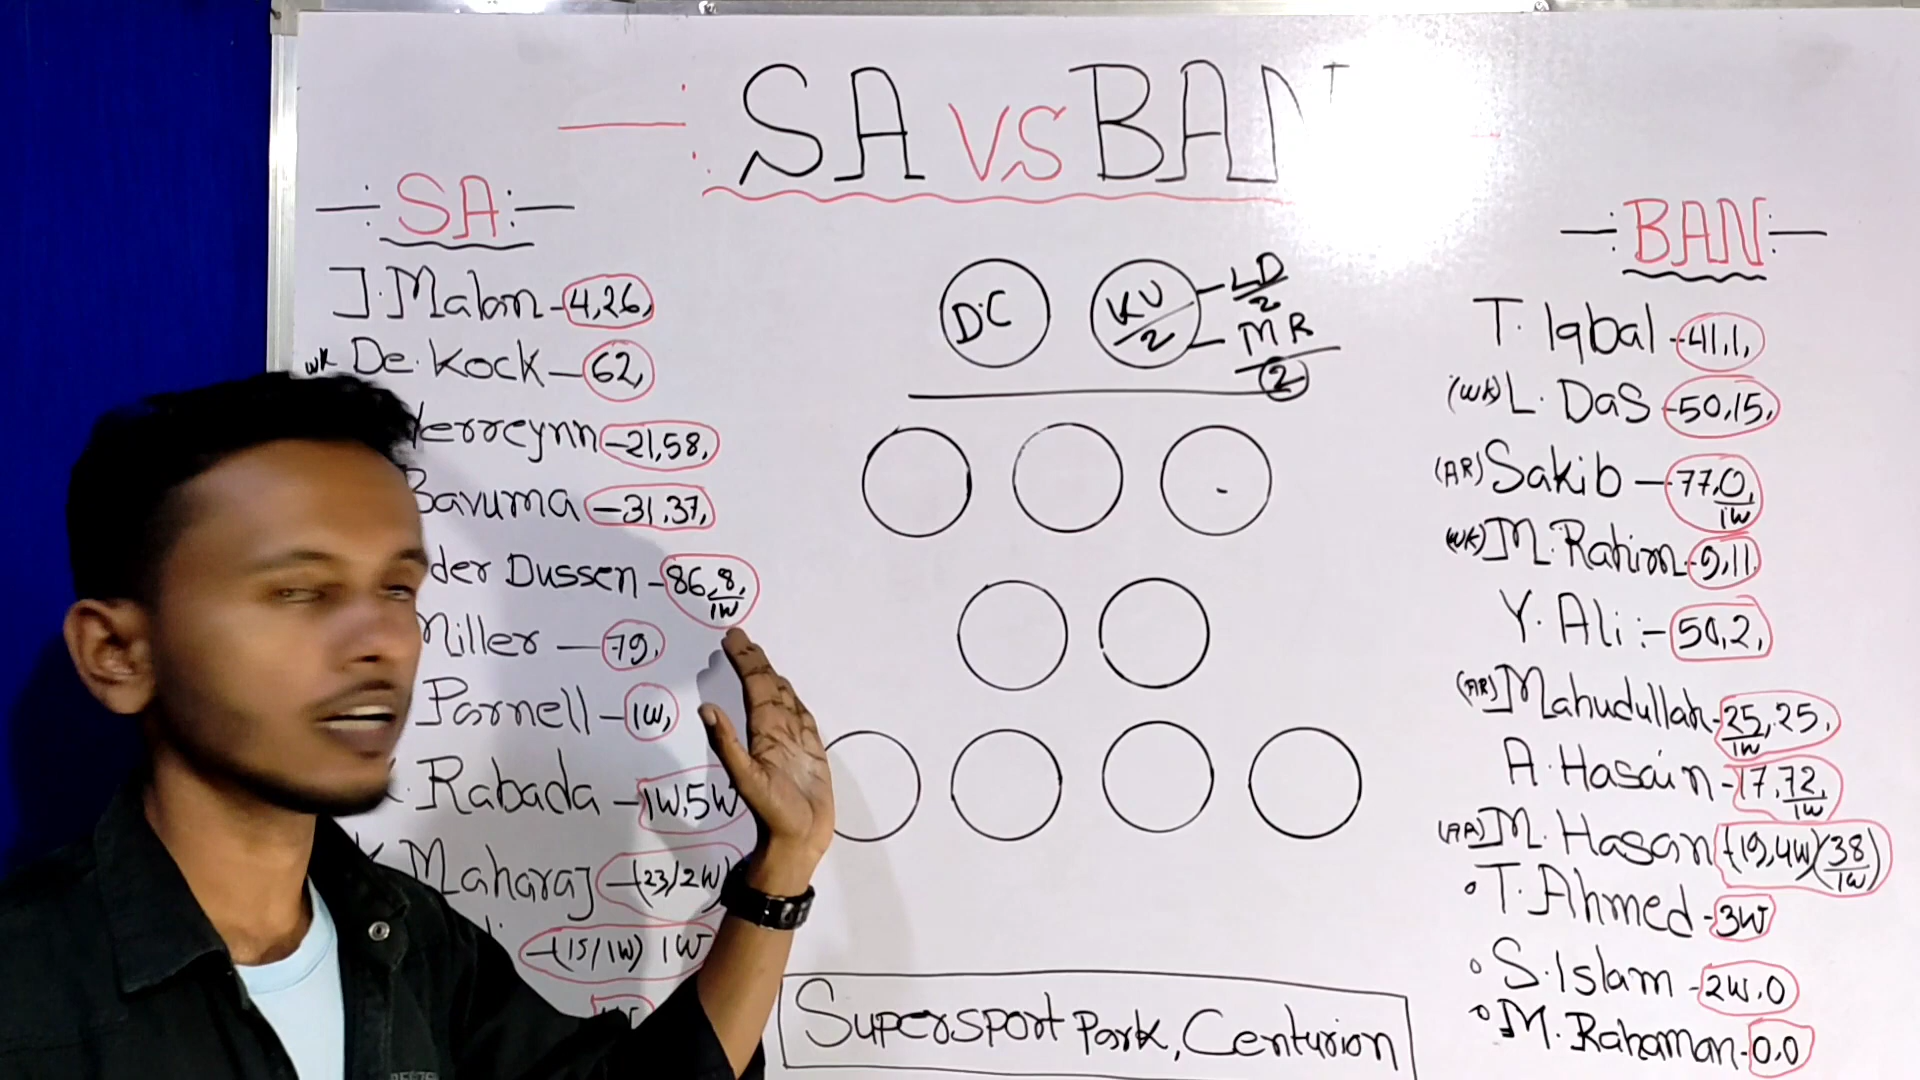 SA VS BAN
SA
J. Malan - 4,26,
WK De. Kock - 62,
Verreynn - 21,58,
Bavuma - 31,37,
der Dussen - 86,8,
1W
Miller - 79,
Parnell - 1W,
Rabada - 1W,5W
Maharaj - (23/2W)
- (15/1W) 1W
DC
KV
2
LD
2
MR
2
Supersport Park, Centurion
BAN
T. Iqbal - 41,1,
(WK) L. Das - 50,15,
(AR) Sakib - 77,0,
1W
(WK) M. Rahim - 9,11
Y. Ali :- 50,2,
(AR) Mahudullah - 25,25,
1W
A. Hasain - 17,72,
1W
(AR) M. Hasan - (19,4W)(38
1W)
T. Ahmed - 3W
S. Islam - 2W,0
M. Rahaman - 0,0